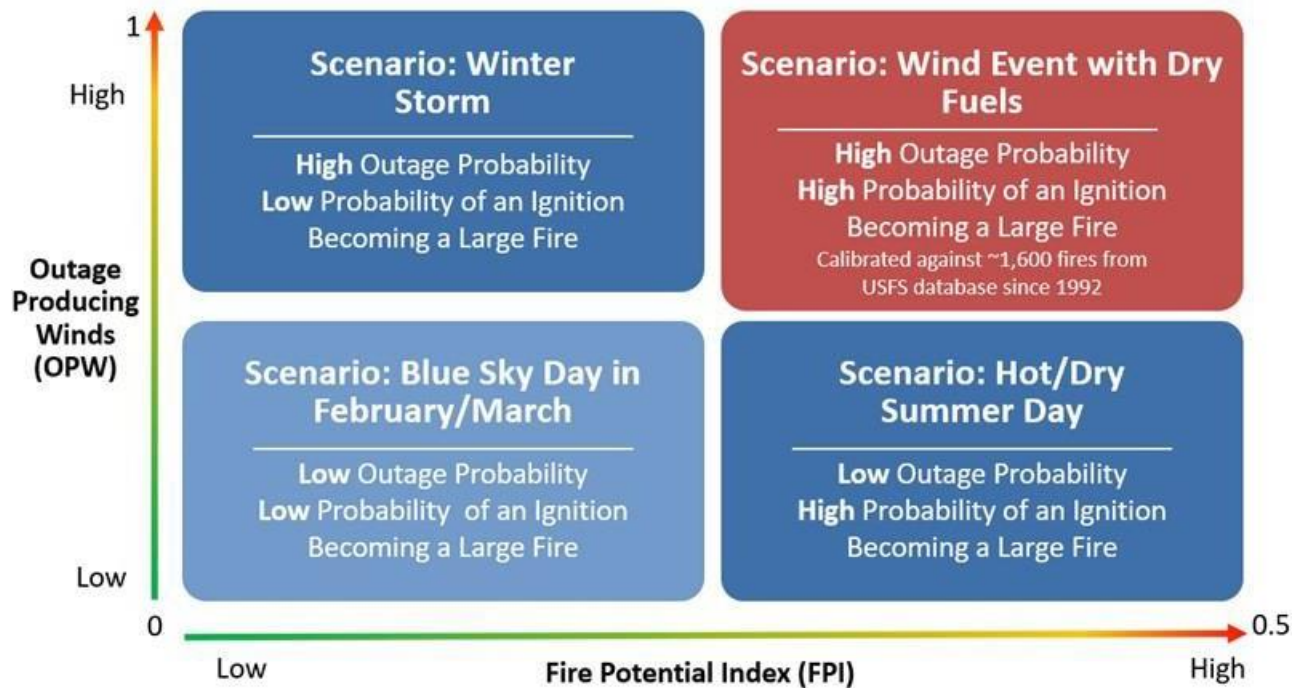 1
High
Outage
Producing
Winds
(OPW)
Low
0
Scenario: Winter
Storm
High Outage Probability
Low Probability of an Ignition
Becoming a Large Fire
Scenario: Wind Event with Dry
Fuels
High Outage Probability
High Probability of an Ignition
Becoming a Large Fire
Calibrated against ~1,600 fires from
USFS database since 1992
Scenario: Blue Sky Day in
February/March
Low Outage Probability
Low Probability of an Ignition
Becoming a Large Fire
Scenario: Hot/Dry
Summer Day
Low Outage Probability
High Probability of an Ignition
Becoming a Large Fire
0.5
Low
Fire Potential Index (FPI)
High